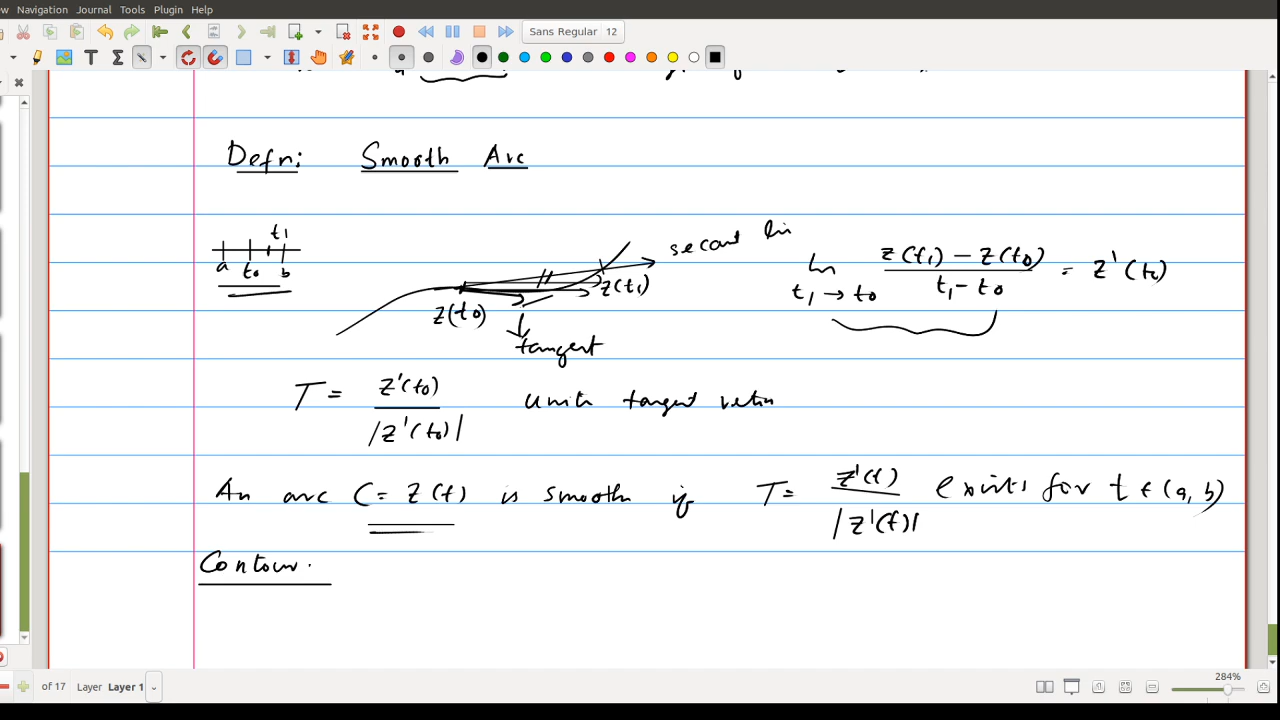 Navigation Journal Tools Plugin Help
Sans Regular 12
Defn: Smooth Arc
t1
a t0 b
secant lin
z(t0) z(t1)
tangent
lim t1 → t0 z(t1) - z(t0) / t1 - t0 = z'(t0)
T = z'(t0) / |z'(t0)| unit tangent vector
An arc C = z(t) is smooth if T = z'(t) / |z'(t)| exists for t ∈ (a, b)
Contour.
of 17 Layer Layer 1 284%